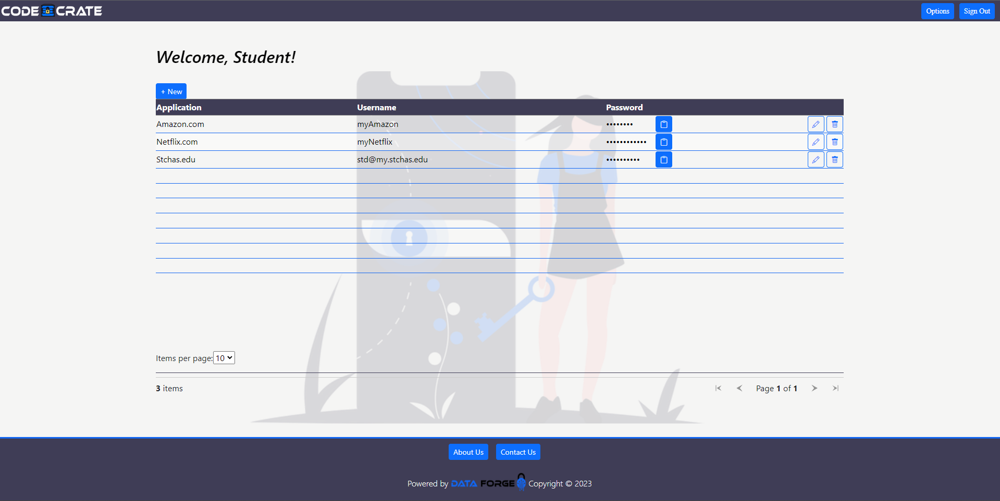 CODE CRATE Options Sign Out
Welcome, Student!
+ New
Application Username Password
Amazon.com myAmazon ••••••••
Netflix.com myNetflix ••••••••••••
Stchas.edu std@my.stchas.edu ••••••••••
Items per page: 10
3 items Page 1 of 1
About Us Contact Us
Powered by DATA FORGE Copyright © 2023